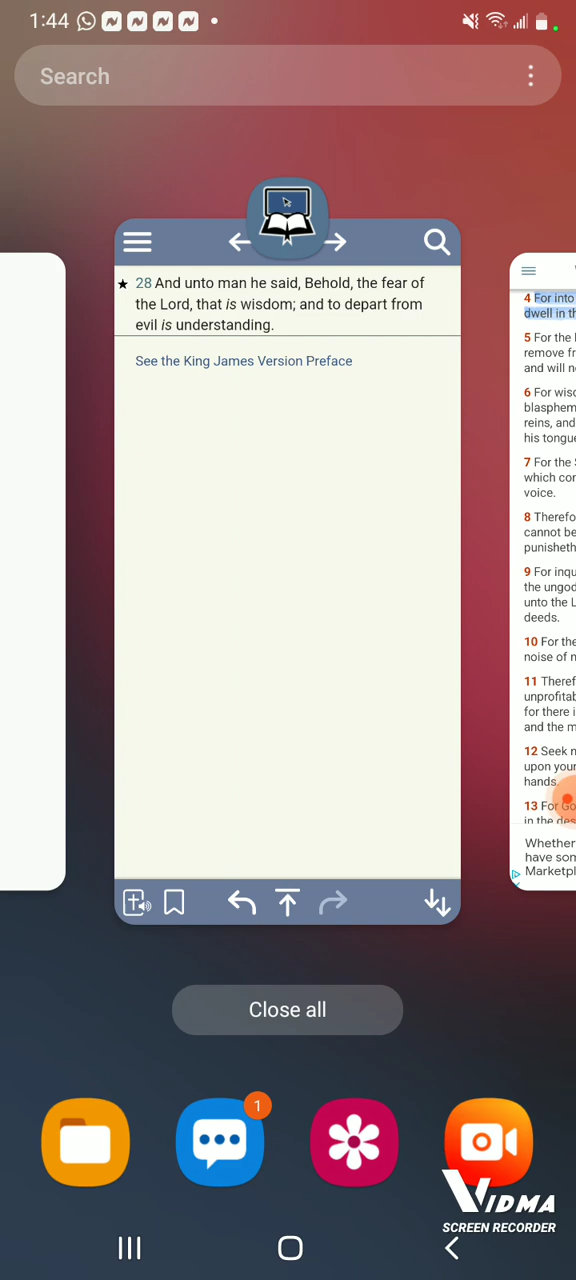 1:44
Search
28 And unto man he said, Behold, the fear of
the Lord, that is wisdom; and to depart from
evil is understanding.
See the King James Version Preface
4 For into
dwell in th
5 For the
remove fr
and will n
6 For wisd
blasphem
reins, and
his tongue
7 For the S
which con
voice.
8 Therefo
cannot be
punisheth
9 For inqu
the ungod
unto the L
deeds.
10 For the
noise of m
11 Theref
unprofitab
for there i
and the m
12 Seek n
upon your
hands.
13 For Go
in the des
Whether
have som
Marketpl
Close all
1
VIDMA
SCREEN RECORDER